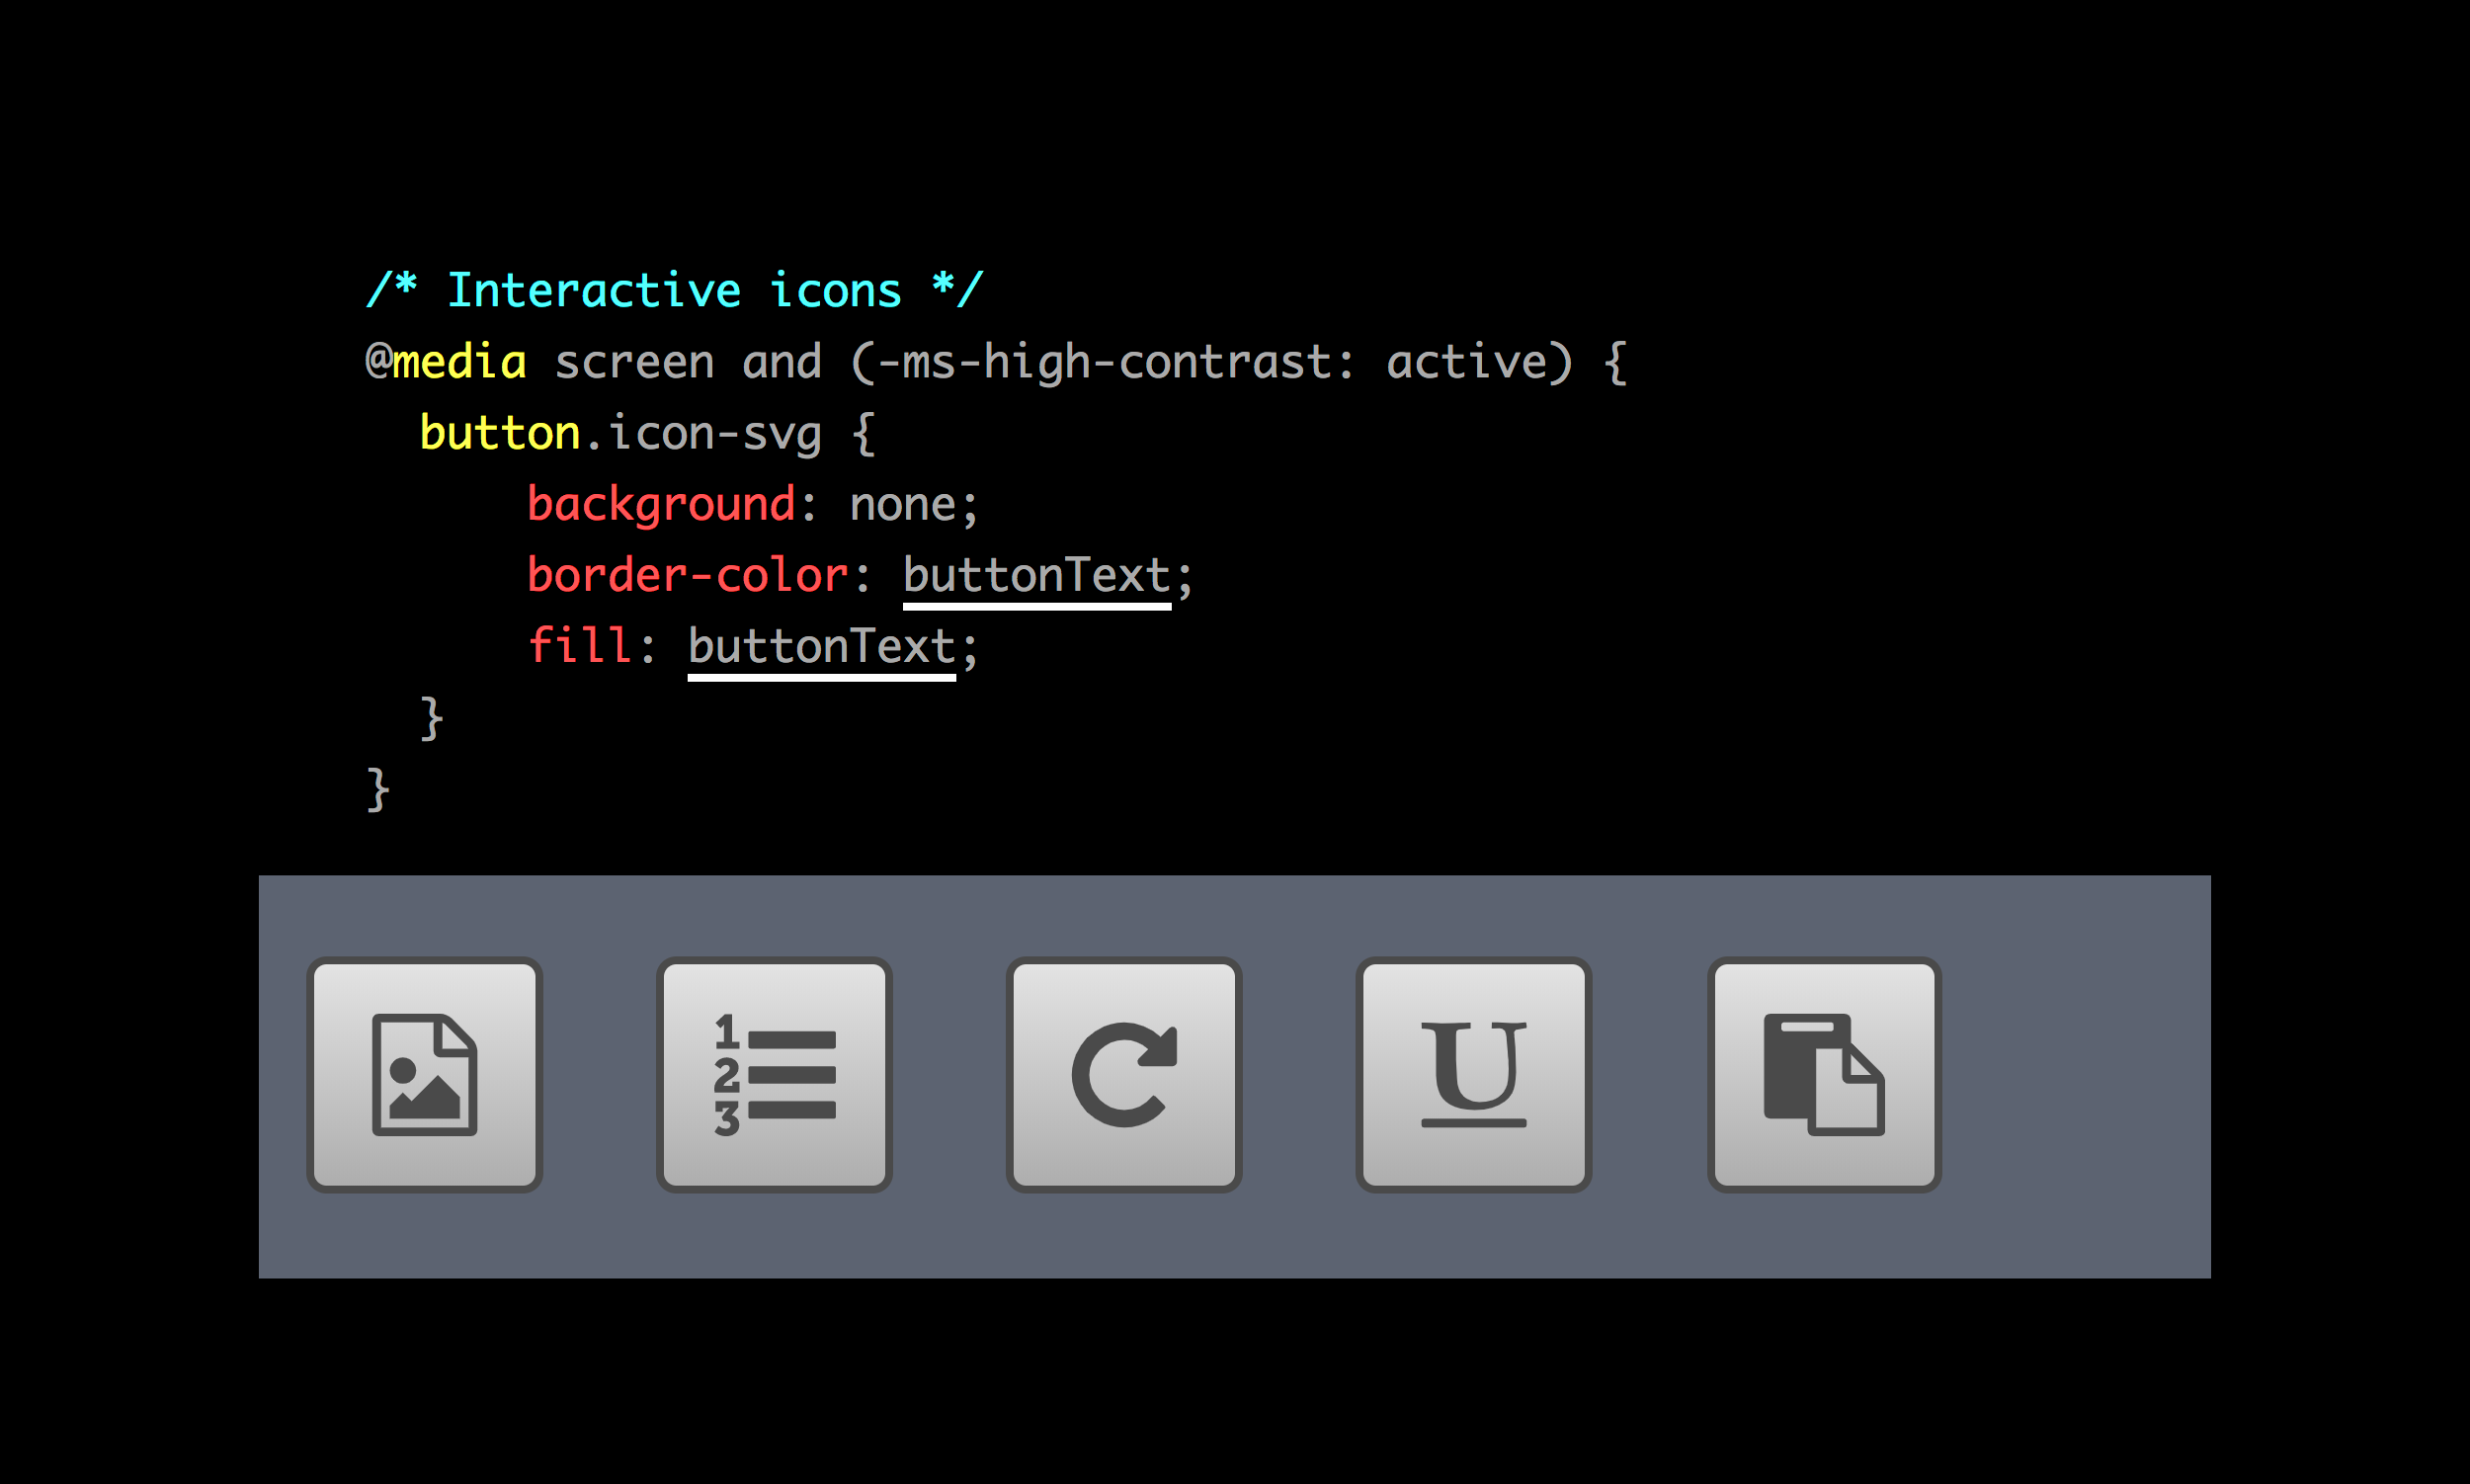 /* Interactive icons */
@media screen and (-ms-high-contrast: active) {
  button.icon-svg {
      background: none;
      border-color: buttonText;
      fill: buttonText;
  }
}
1
2
3
U